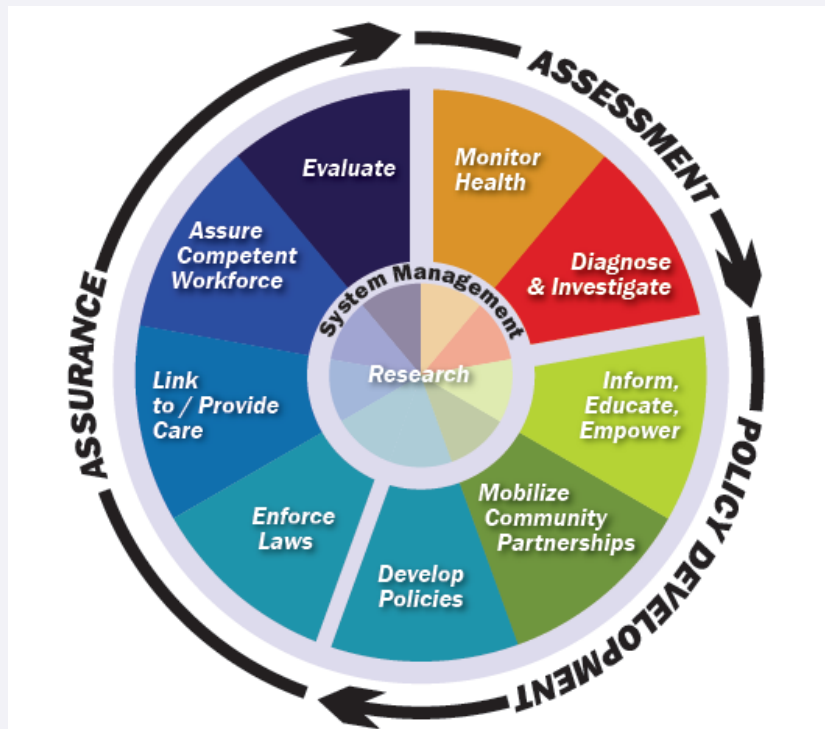 ASSESSMENT
Monitor
Health
Diagnose
& Investigate
POLICY DEVELOPMENT
Inform,
Educate,
Empower
Mobilize
Community
Partnerships
Develop
Policies
ASSURANCE
Enforce
Laws
Link
to / Provide
Care
Assure
Competent
Workforce
Evaluate
System Management
Research